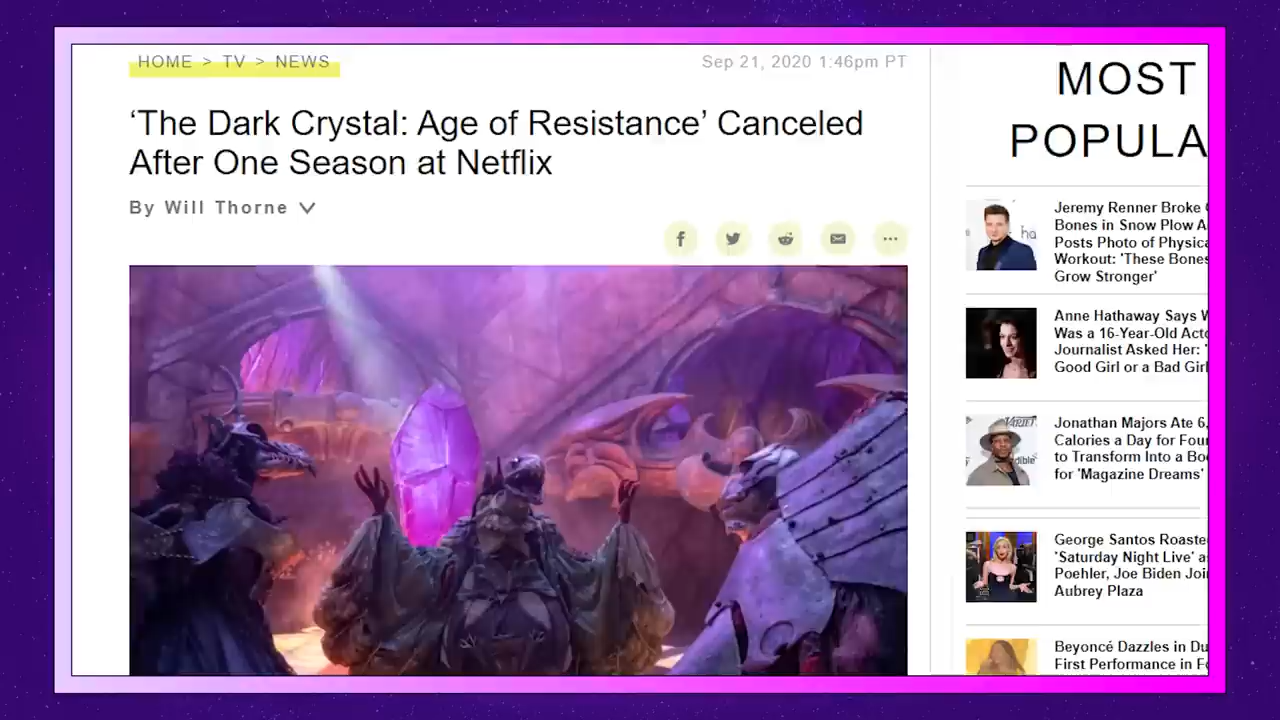 HOME > TV > NEWS
Sep 21, 2020 1:46pm PT
‘The Dark Crystal: Age of Resistance’ Canceled
After One Season at Netflix
By Will Thorne
MOST
POPULA
Jeremy Renner Broke
Bones in Snow Plow A
Posts Photo of Physica
Workout: 'These Bones
Grow Stronger'
Anne Hathaway Says W
Was a 16-Year-Old Acto
Journalist Asked Her: '
Good Girl or a Bad Girl
Jonathan Majors Ate 6,
Calories a Day for Four
to Transform Into a Bo
for 'Magazine Dreams'
George Santos Roaste
'Saturday Night Live' a
Poehler, Joe Biden Joi
Aubrey Plaza
Beyoncé Dazzles in Du
First Performance in Fo